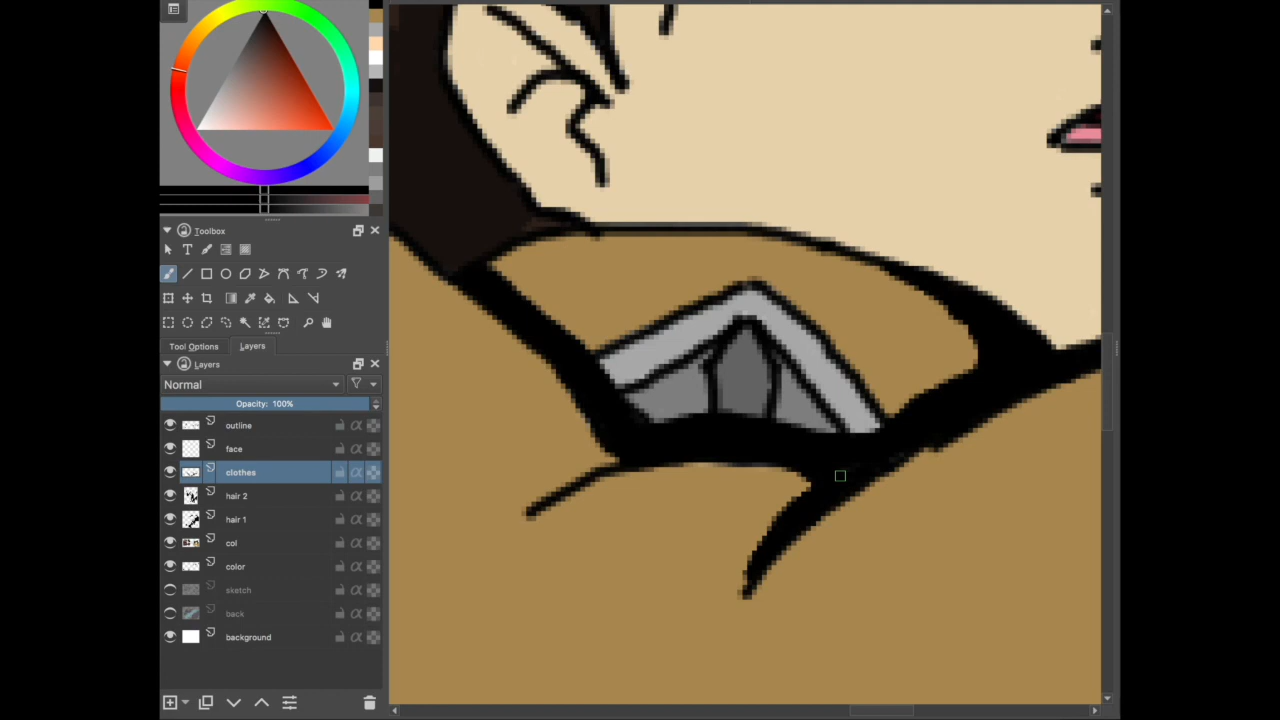 Toolbox
T
Tool Options
Layers
Layers
Normal
Opacity: 100%
outline
face
clothes
hair 2
hair 1
col
color
sketch
back
background